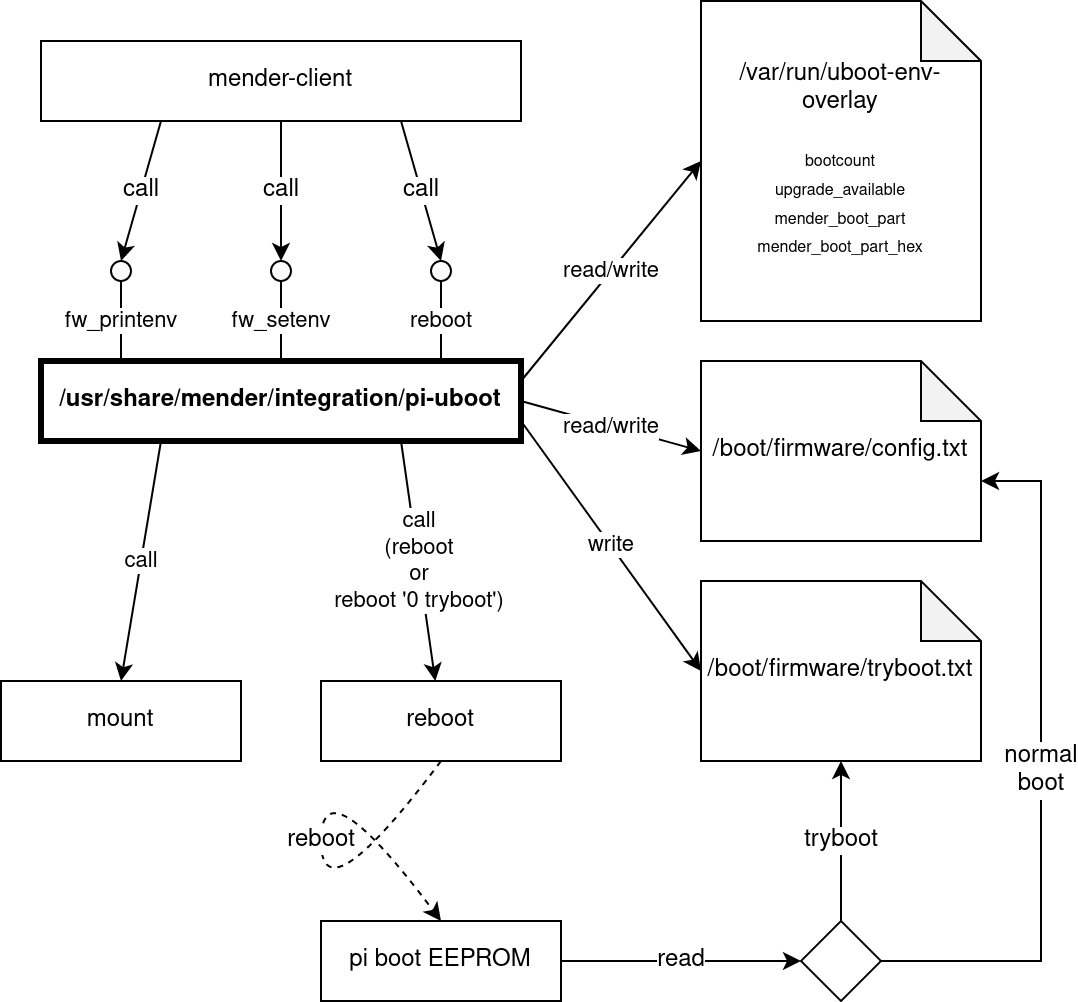 mender-client
/var/run/uboot-env-
overlay
bootcount
upgrade_available
mender_boot_part
mender_boot_part_hex
call
call
call
read/write
fw_printenv
fw_setenv
reboot
/usr/share/mender/integration/pi-uboot
read/write
/boot/firmware/config.txt
call
call
(reboot
or
reboot '0 tryboot')
write
/boot/firmware/tryboot.txt
mount
reboot
normal
boot
reboot
tryboot
pi boot EEPROM
read